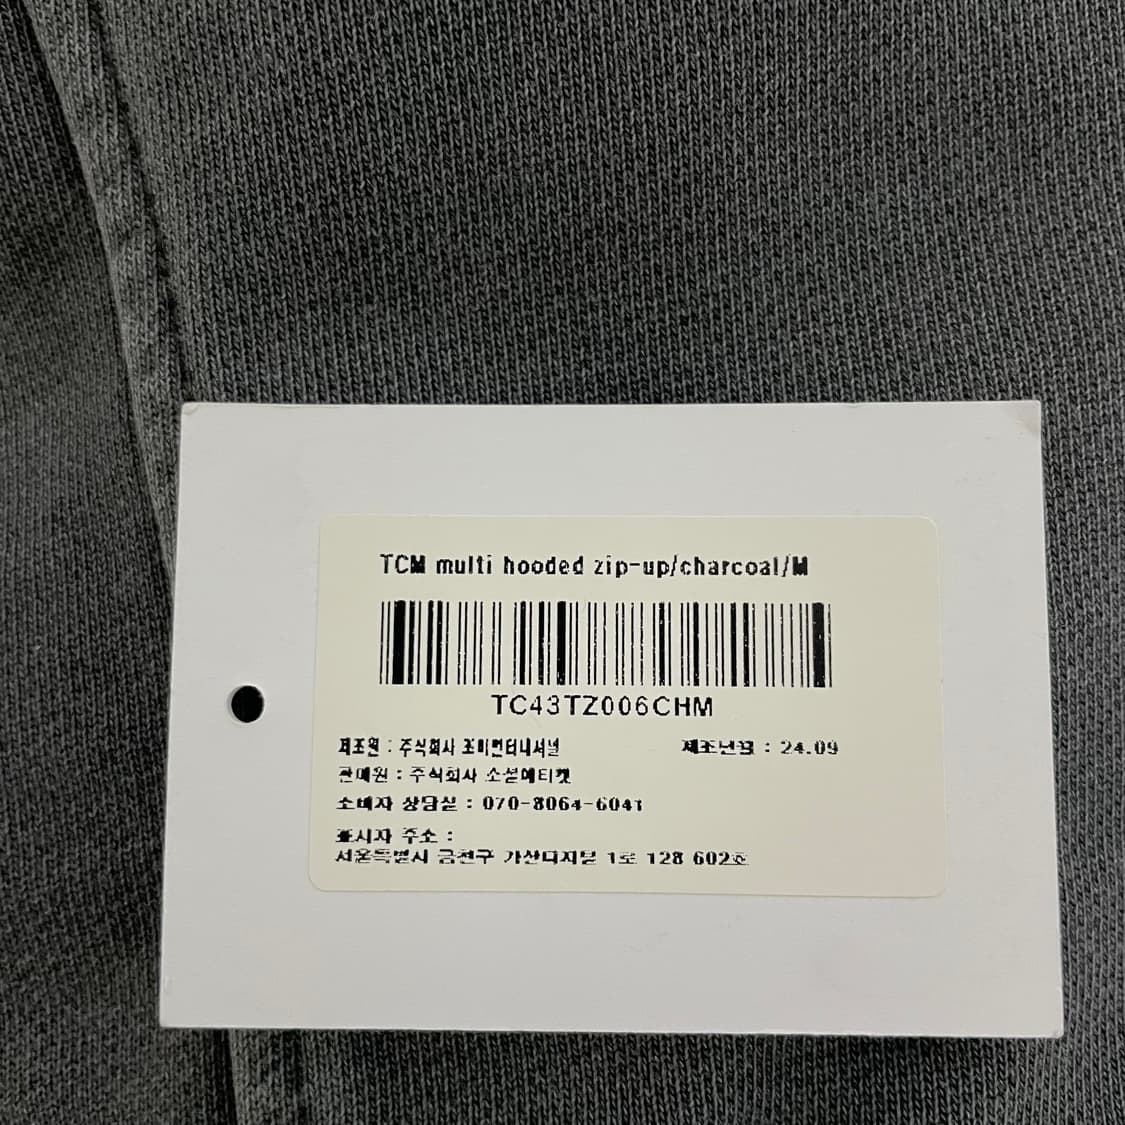 TCM multi hooded zip-up/charcoal/M
TC43TZ006CHM
제조원 : 주식회사 조이인터내셔널 제조년월 : 24.09
판매원 : 주식회사 소셜에티켓
소비자 상담실 : 070-8064-6041
표시자 주소 :
서울특별시 금천구 가산디지털 1로 128 602호